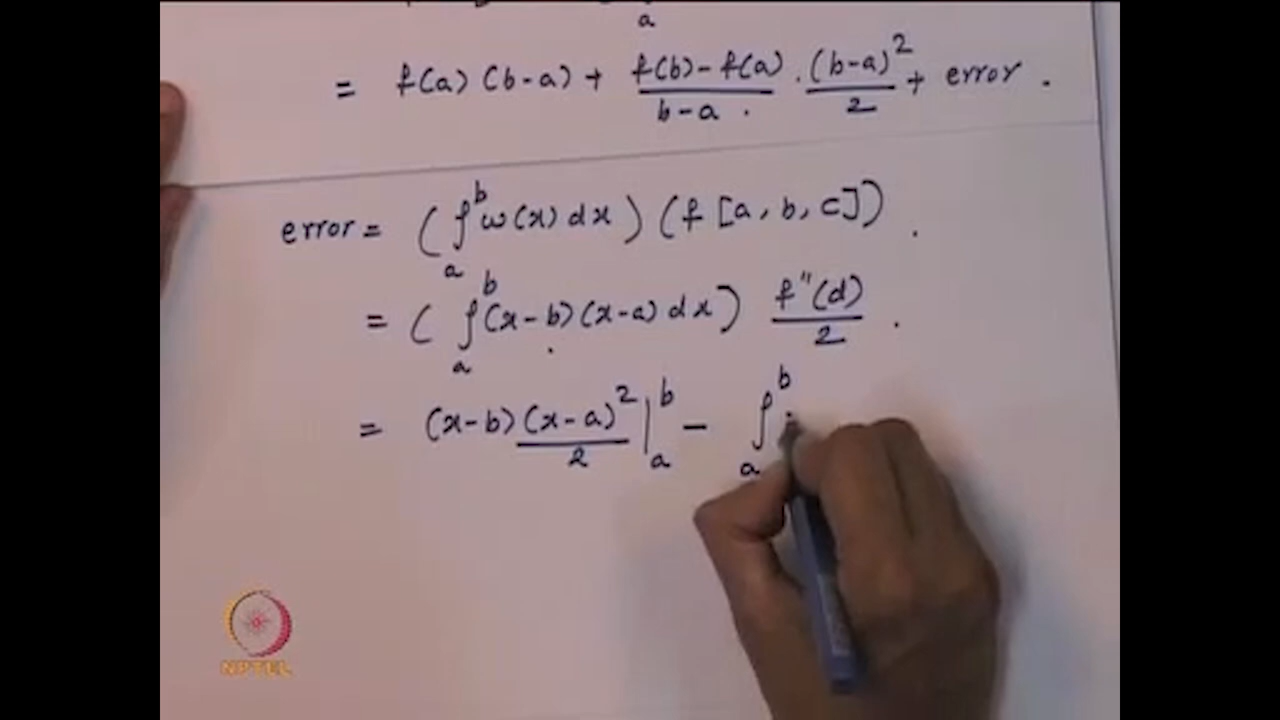 a
= f(a) (b-a) + f(b) - f(a) / b-a . (b-a)² / 2 + error .
error = ( ∫_a^b w(x) dx ) ( f [a, b, c] ) .
= ( ∫_a^b (x-b) (x-a) dx ) f''(d) / 2 .
= (x-b) (x-a)² / 2 |_a^b - ∫_a^b
NPTEL